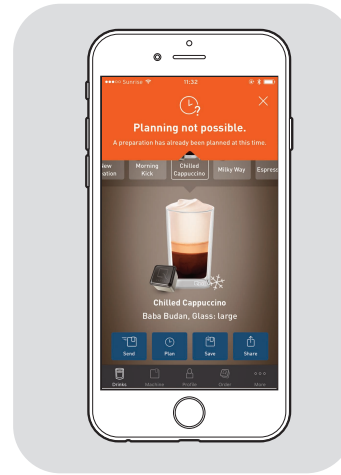 Sunrise 11:32
?
Planning not possible.
A preparation has already been planned at this time.
Morning
Kick
Chilled
Cappuccino
Milky Way
Espress
Chilled Cappuccino
Baba Budan, Glass: large
Send
Plan
Save
Share
Drinks
Machine
Profile
Order
More